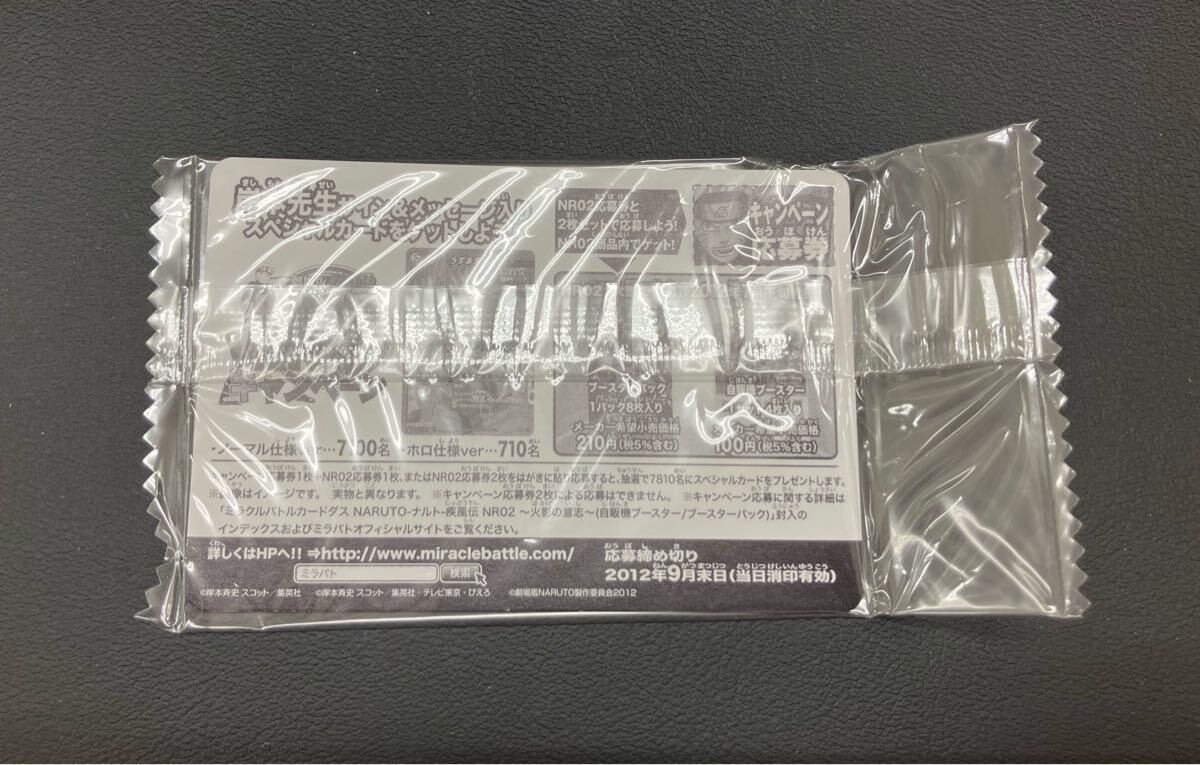 先生サイン&メッセージ入り
スペシャルカードをゲットしよう
NR02応募券と
2枚セットで応募しよう!
NR02商品内でゲット!
キャンペーン
応募券
キャンペーン
ブースターパック
1パック8枚入り
メーカー希望小売価格
210円(税5%含む)
自販機ブースター
100円(税5%含む)
ノーマル仕様ver…7100名
ホロ仕様ver…710名
キャンペーン応募券1枚+NR02応募券1枚、またはNR02応募券2枚をはがきに貼り応募すると、抽選で7810名にスペシャルカードをプレゼントします。
※画像はイメージです。 実物と異なります。 ※キャンペーン応募券2枚による応募はできません。 ※キャンペーン応募に関する詳細は
「ミラクルバトルカードダス NARUTO-ナルト-疾風伝 NR02 ～火影の意志～(自販機ブースター/ブースターパック)」封入の
インデックスおよびミラバトオフィシャルサイトをご覧ください。
詳しくはHPへ!! ⇒http://www.miraclebattle.com/
ミラバト 検索
応募締め切り
2012年9月末日(当日消印有効)
©岸本斉史 スコット/集英社 ©岸本斉史 スコット/集英社・テレビ東京・ぴえろ ©劇場版NARUTO製作委員会2012